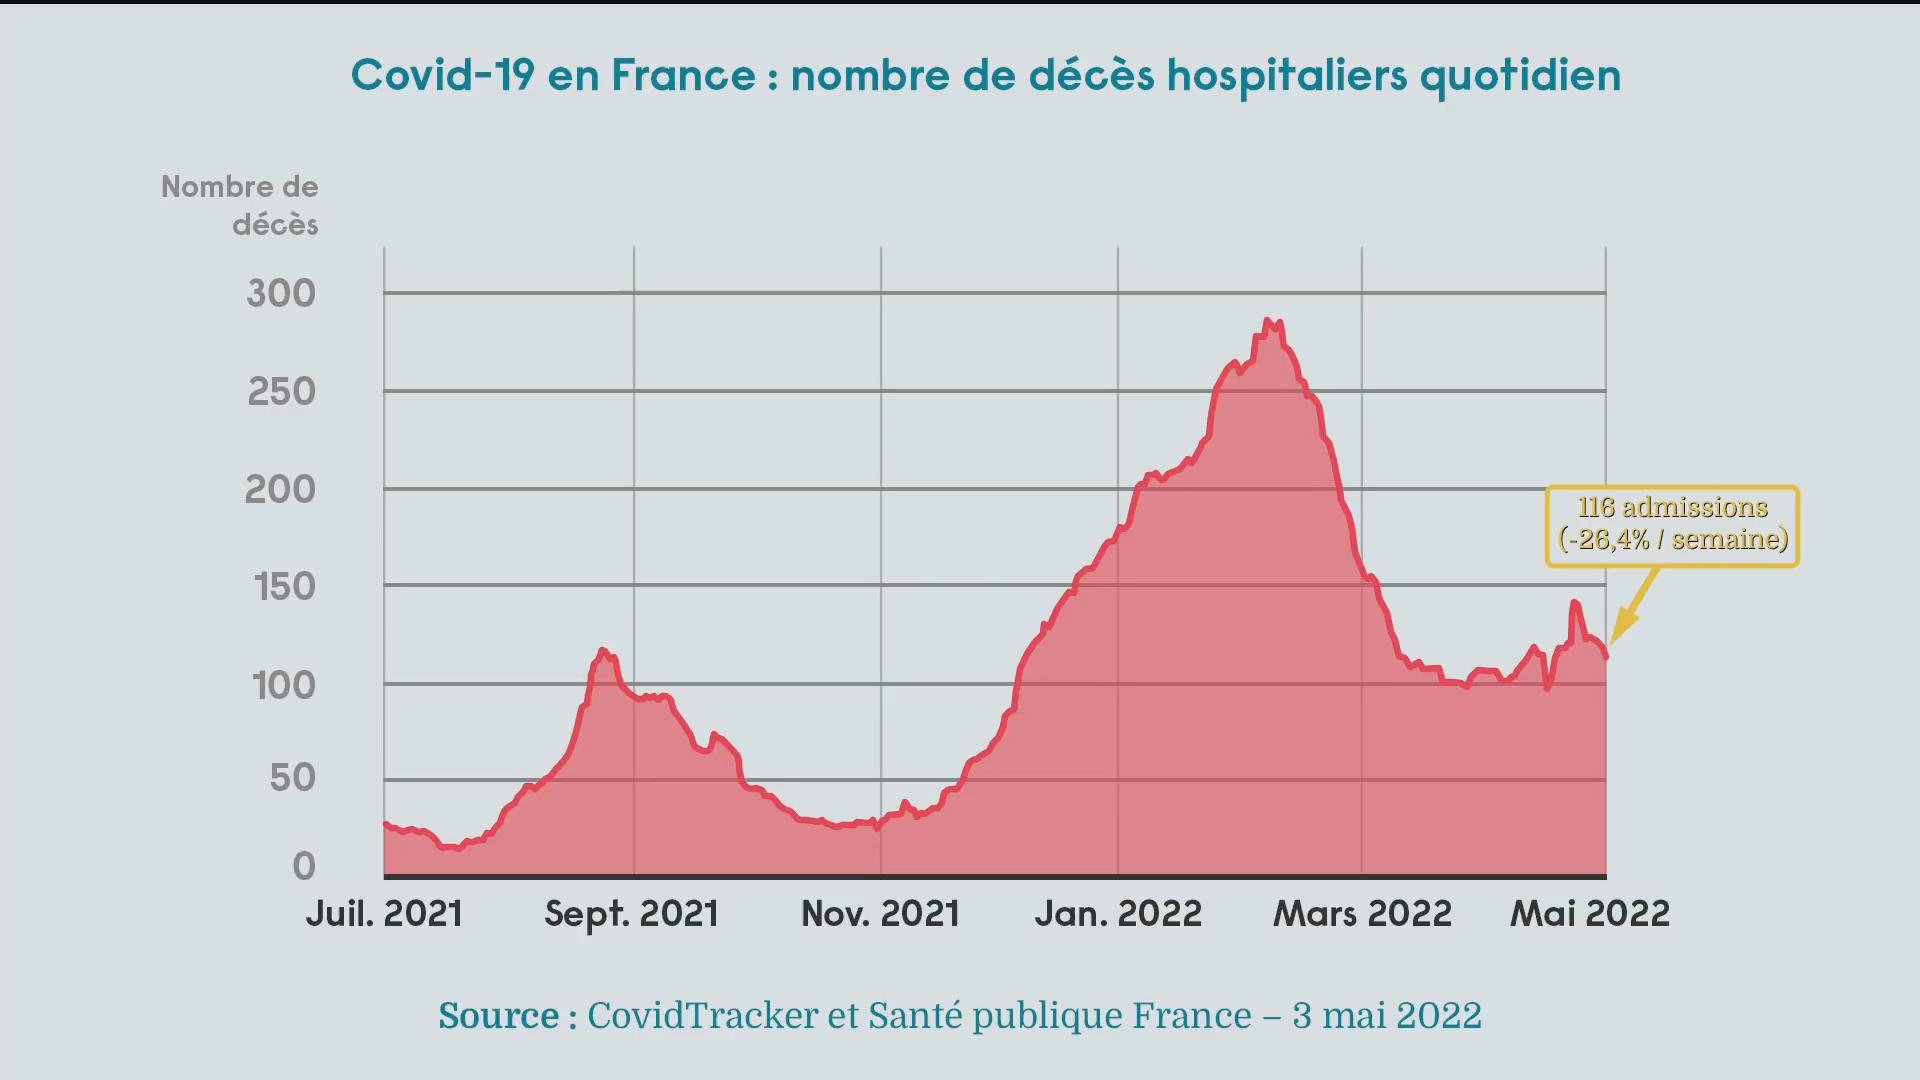 Covid-19 en France : nombre de décès hospitaliers quotidien
Nombre de
décès
300
250
200
150
100
50
0
116 admissions
(-26,4% / semaine)
Juil. 2021
Sept. 2021
Nov. 2021
Jan. 2022
Mars 2022
Mai 2022
Source : CovidTracker et Santé publique France – 3 mai 2022